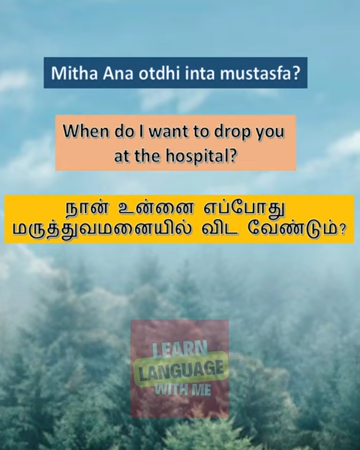 Mitha Ana otdhi inta mustasfa?
When do I want to drop you
at the hospital?
நான் உன்னை எப்போது
மருத்துவமனையில் விட வேண்டும்?
LEARN
LANGUAGE
WITH ME